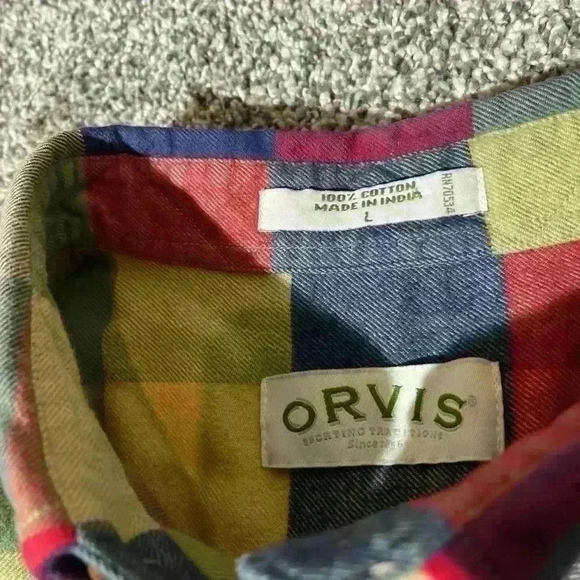 100% COTTON
MADE IN INDIA
L
RN70534
ORVIS®
SPORTING TRADITIONS
Since 1856